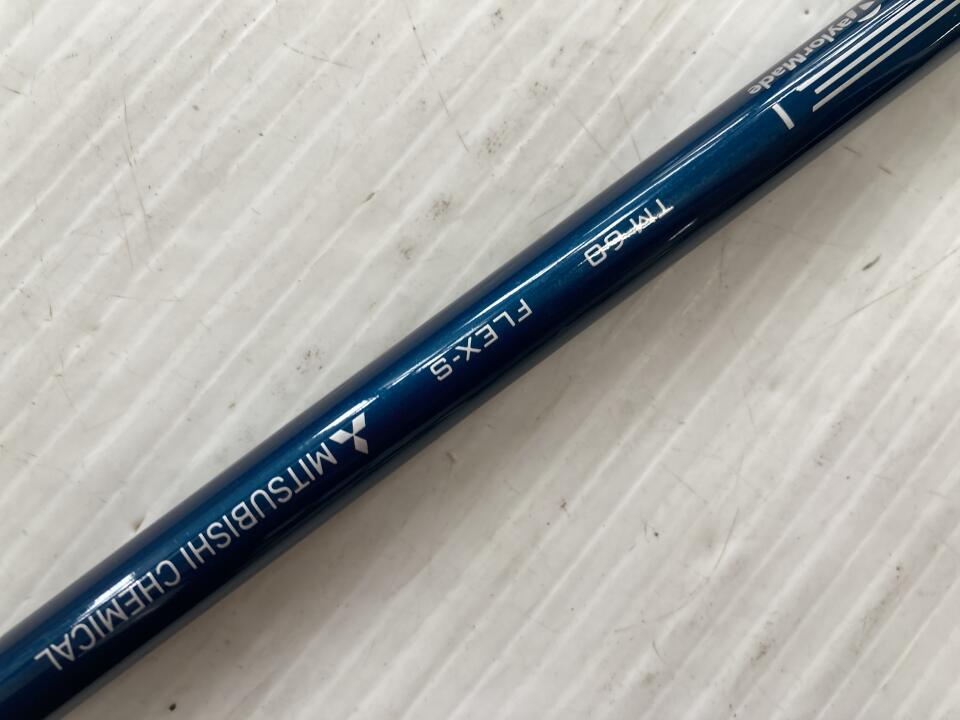 TaylorMade
TM-60
FLEX-S
MITSUBISHI CHEMICAL